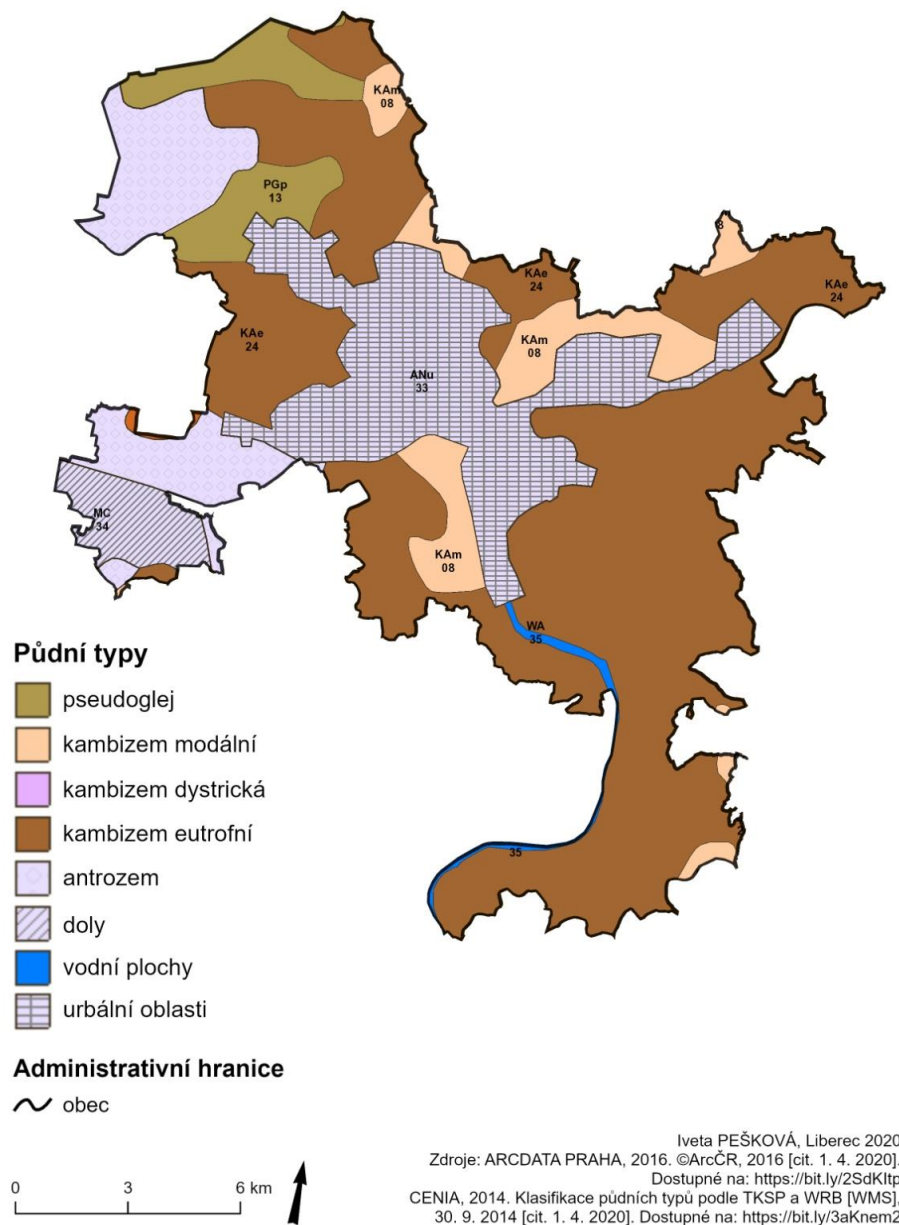 KAm
08
PGp
13
8
KAe
24
KAe
24
KAe
24
KAm
08
ANu
33
MC
34
KAm
08
WA
35
2
35
Půdní typy
pseudoglej
kambizem modální
kambizem dystrická
kambizem eutrofní
antrozem
doly
vodní plochy
urbální oblasti
Administrativní hranice
obec
0 3 6 km
Iveta PEŠKOVÁ, Liberec 2020
Zdroje: ARCDATA PRAHA, 2016. ©ArcČR, 2016 [cit. 1. 4. 2020].
Dostupné na: https://bit.ly/2SdKltp
CENIA, 2014. Klasifikace půdních typů podle TKSP a WRB [WMS],
30. 9. 2014 [cit. 1. 4. 2020]. Dostupné na: https://bit.ly/3aKnem2